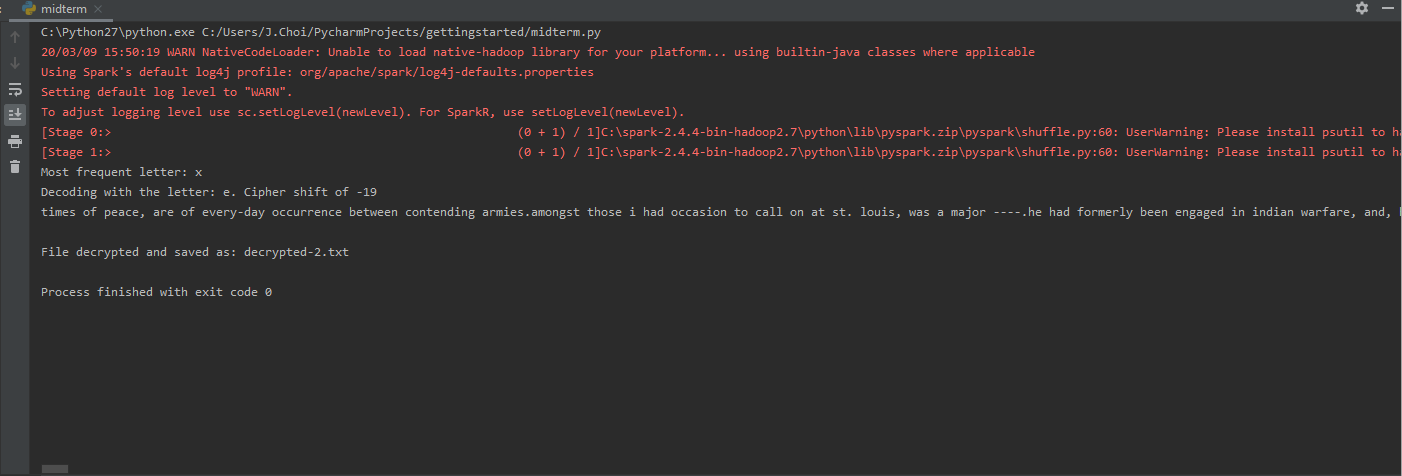 midterm
C:\Python27\python.exe C:/Users/J.Choi/PycharmProjects/gettingstarted/midterm.py
20/03/09 15:50:19 WARN NativeCodeLoader: Unable to load native-hadoop library for your platform... using builtin-java classes where applicable
Using Spark's default log4j profile: org/apache/spark/log4j-defaults.properties
Setting default log level to "WARN".
To adjust logging level use sc.setLogLevel(newLevel). For SparkR, use setLogLevel(newLevel).
[Stage 0:> (0 + 1) / 1]C:\spark-2.4.4-bin-hadoop2.7\python\lib\pyspark.zip\pyspark\shuffle.py:60: UserWarning: Please install psutil to
[Stage 1:> (0 + 1) / 1]C:\spark-2.4.4-bin-hadoop2.7\python\lib\pyspark.zip\pyspark\shuffle.py:60: UserWarning: Please install psutil to
Most frequent letter: x
Decoding with the letter: e. Cipher shift of -19
times of peace, are of every-day occurrence between contending armies.amongst those i had occasion to call on at st. louis, was a major ----.he had formerly been engaged in indian warfare, and,
File decrypted and saved as: decrypted-2.txt
Process finished with exit code 0